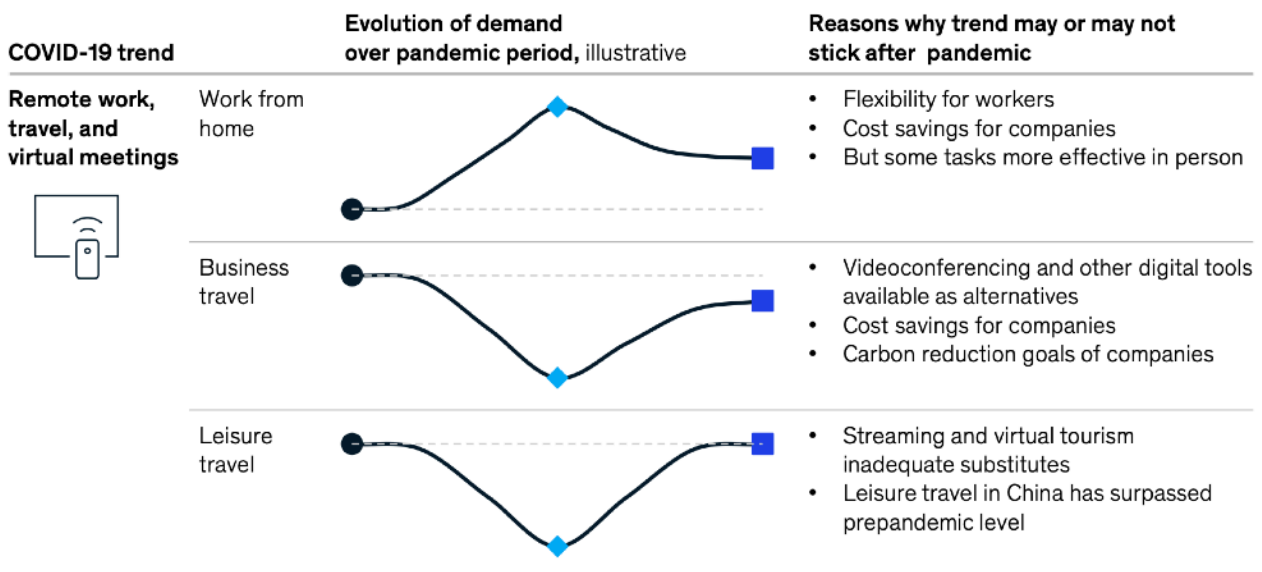 COVID-19 trend
Evolution of demand
over pandemic period, illustrative
Reasons why trend may or may not
stick after pandemic
Remote work,
travel, and
virtual meetings
Work from
home
• Flexibility for workers
• Cost savings for companies
• But some tasks more effective in person
Business
travel
• Videoconferencing and other digital tools
available as alternatives
• Cost savings for companies
• Carbon reduction goals of companies
Leisure
travel
• Streaming and virtual tourism
inadequate substitutes
• Leisure travel in China has surpassed
prepandemic level